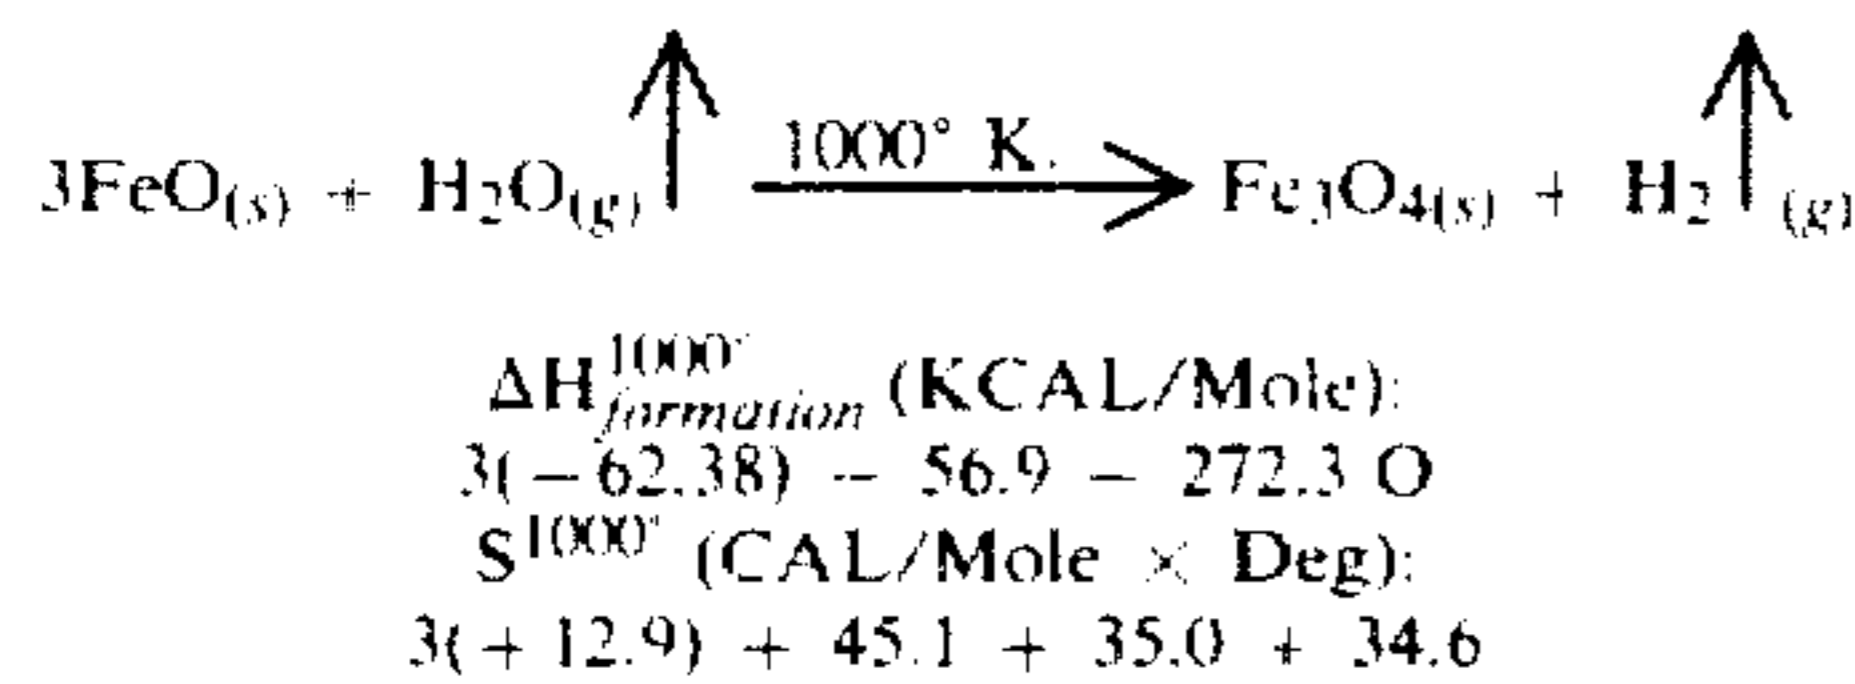 1000° K.
3FeO(s) + H2O(g)↑ → Fe3O4(s) + H2↑(g)
ΔH1000° formation (KCAL/Mole):
3(−62.38) − 56.9 − 272.3 O
S1000° (CAL/Mole × Deg):
3(+12.9) + 45.1 + 35.0 + 34.6